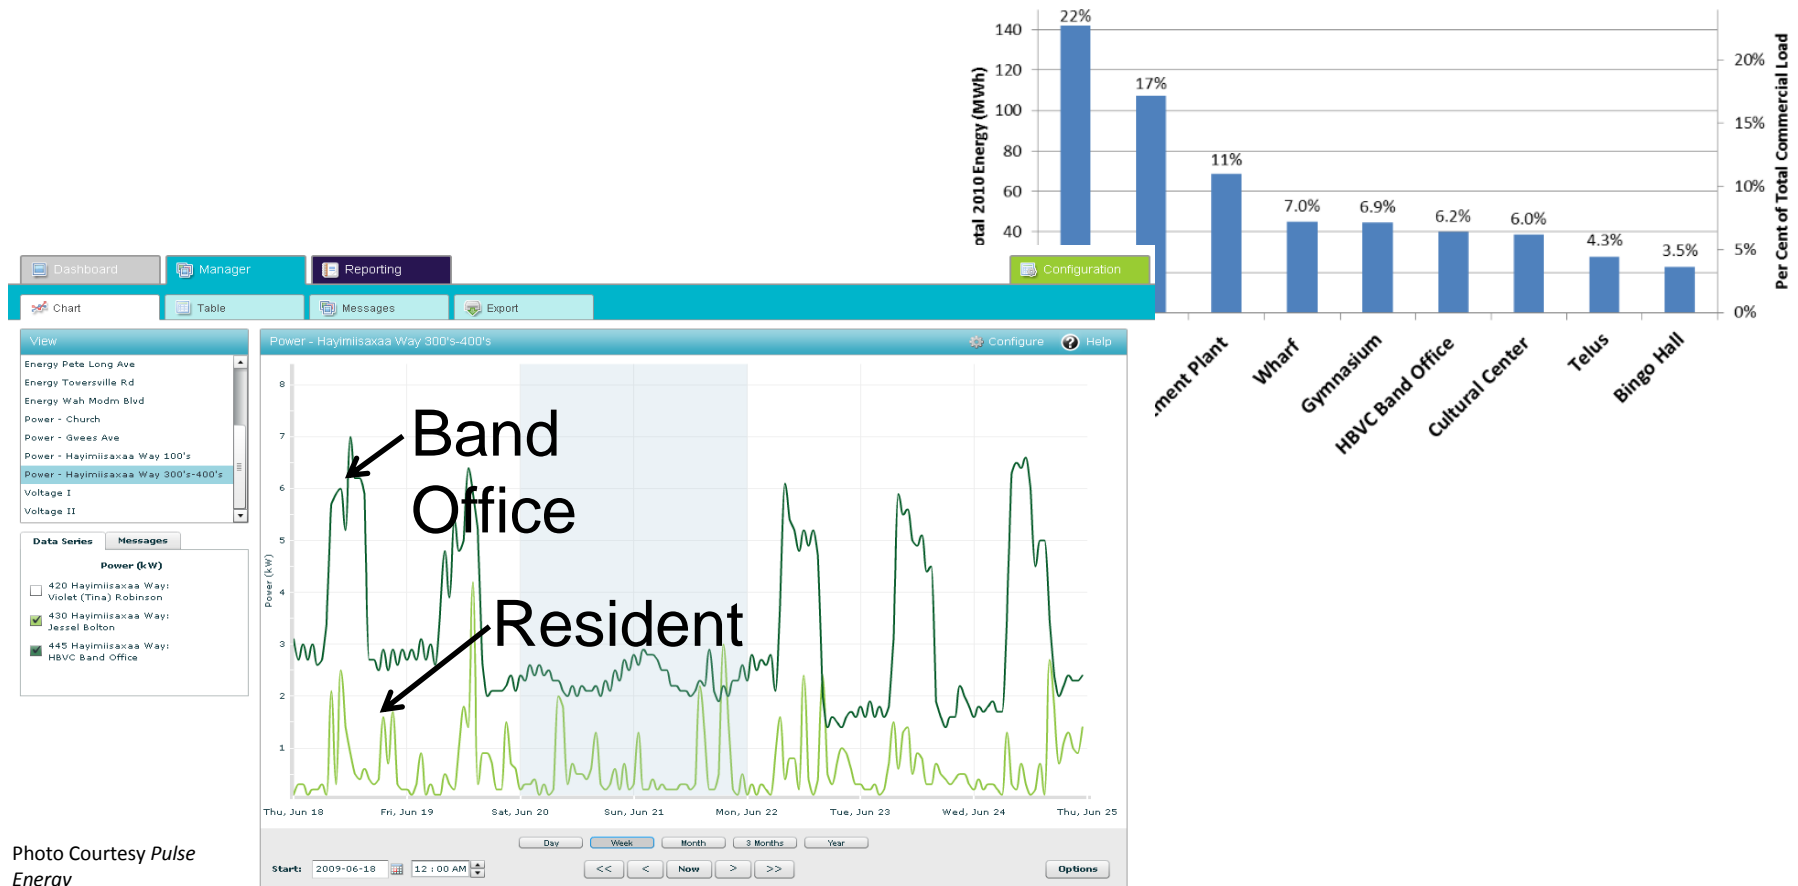 22%
17%
11%
7.0%
6.9%
6.2%
6.0%
4.3%
3.5%
140
120
100
80
60
40
2010 Energy (MWh)
20%
15%
10%
5%
0%
Per Cent of Total Commercial Load
Wharf
Gymnasium
HBVC Band Office
Cultural Center
Telus
Bingo Hall
Plant
Dashboard
Manager
Reporting
Configuration
Chart
Table
Messages
Export
View
Energy Pete Long Ave
Energy Towersville Rd
Energy Wah Modm Blvd
Power - Church
Power - Gwees Ave
Power - Hayimiisaxaa Way 100's
Power - Hayimiisaxaa Way 300's-400's
Voltage I
Voltage II
Data Series
Messages
Power (kW)
420 Hayimiisaxaa Way:
Violet (Tina) Robinson
430 Hayimiisaxaa Way:
Jessel Bolton
445 Hayimiisaxaa Way:
HBVC Band Office
Power - Hayimiisaxaa Way 300's-400's
Configure
Help
8
7
6
5
4
3
2
1
Power (kW)
Band
Office
Resident
Thu, Jun 18
Fri, Jun 19
Sat, Jun 20
Sun, Jun 21
Mon, Jun 22
Tue, Jun 23
Wed, Jun 24
Thu, Jun 25
Day
Week
Month
3 Months
Year
Start:
2009-06-18
12 : 00 AM
<<
<
Now
>
>>
Options
Photo Courtesy Pulse
Energy